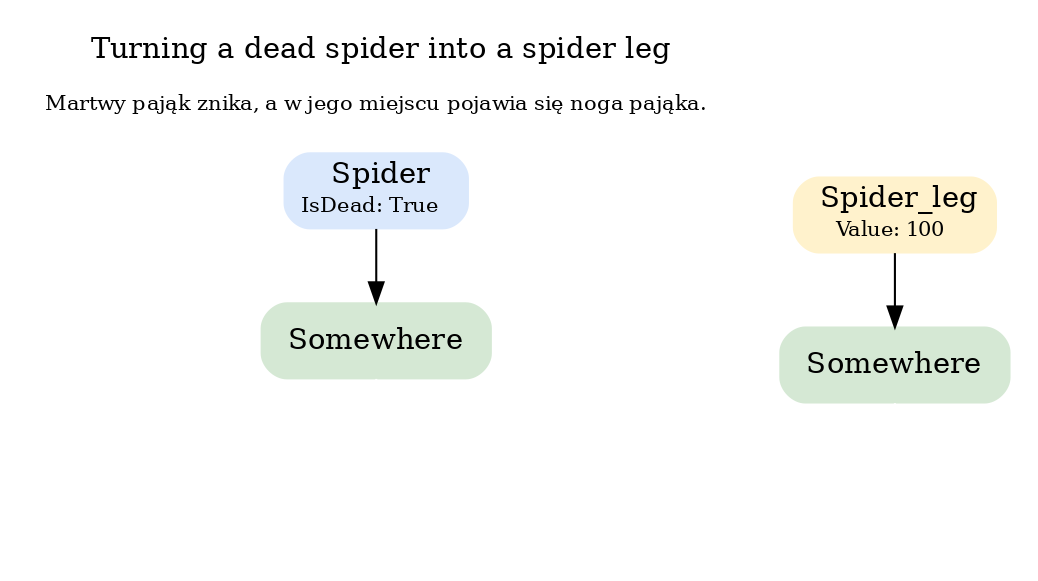 Turning a dead spider into a spider leg
Martwy pająk znika, a w jego miejscu pojawia się noga pająka.
Spider
IsDead: True
Somewhere
Spider_leg
Value: 100
Somewhere